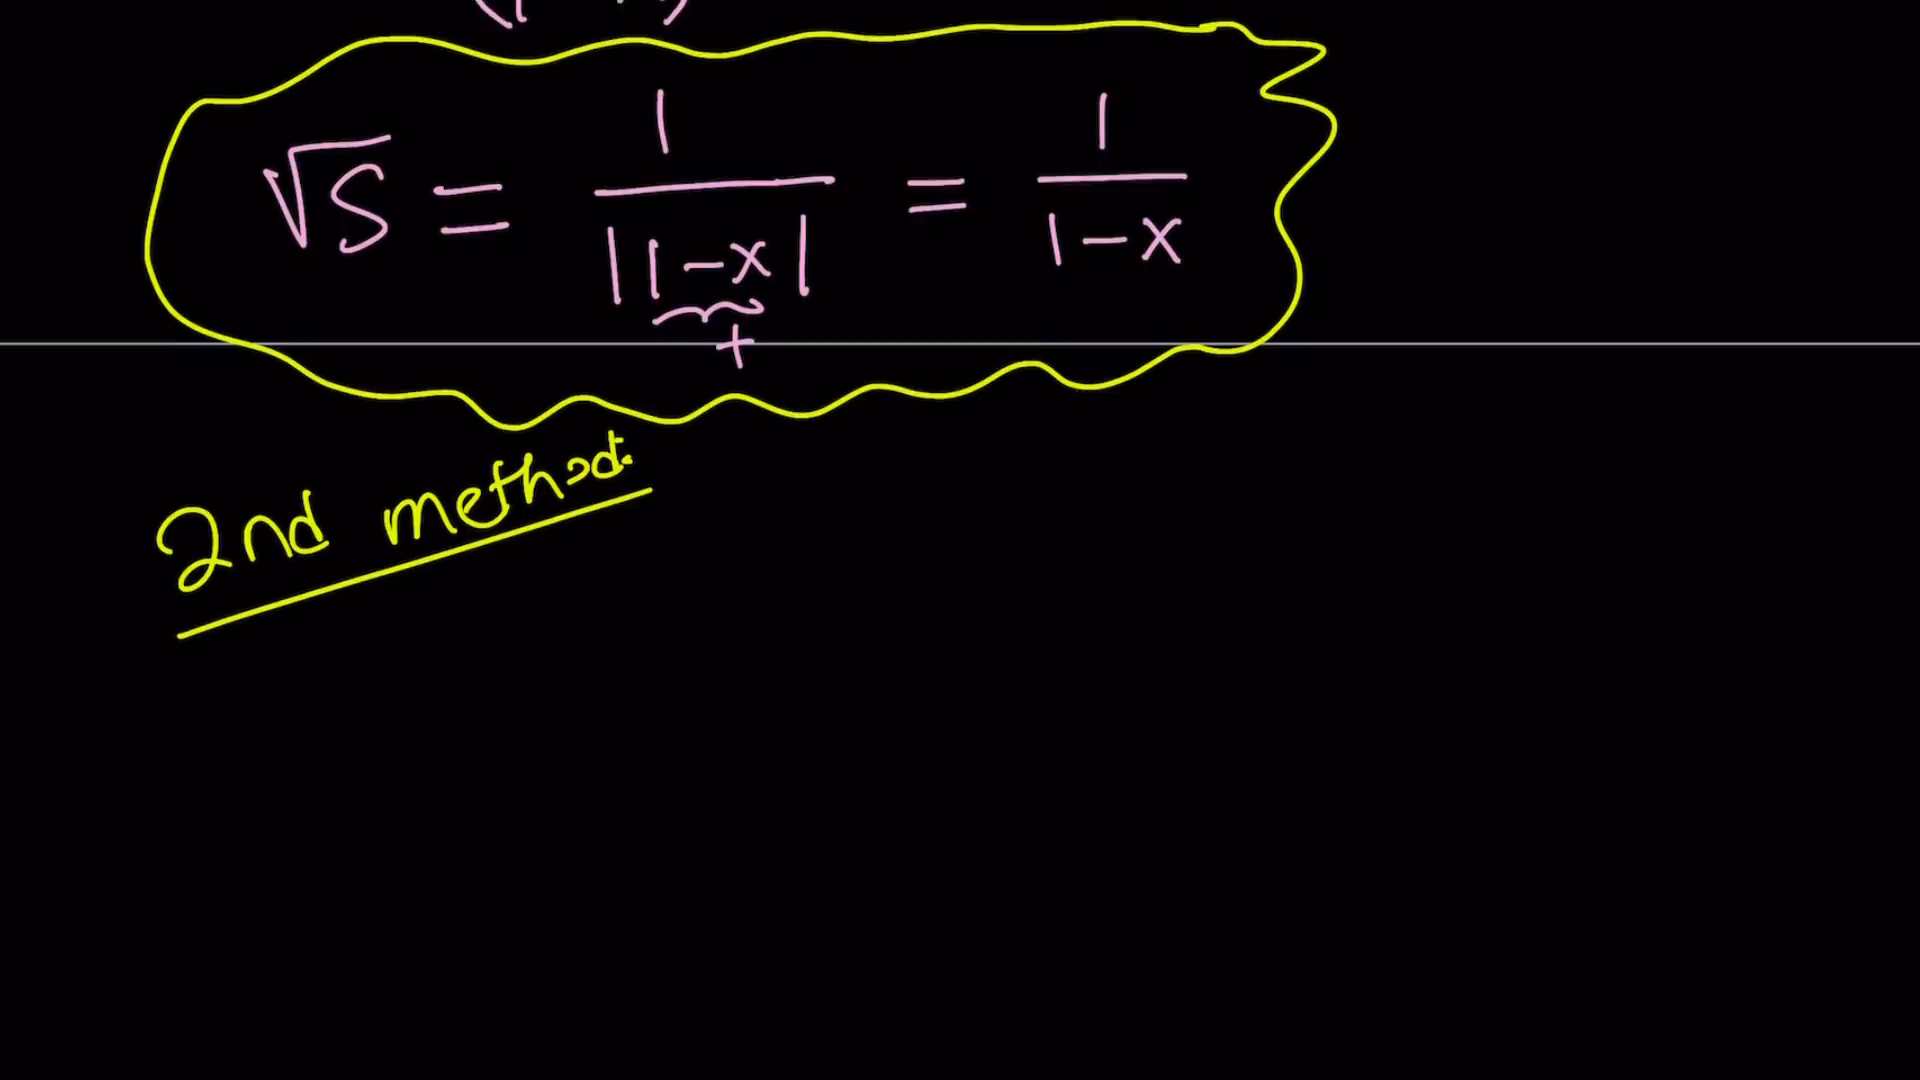 √S = 1/|1-x| = 1/1-x
+
2nd method.